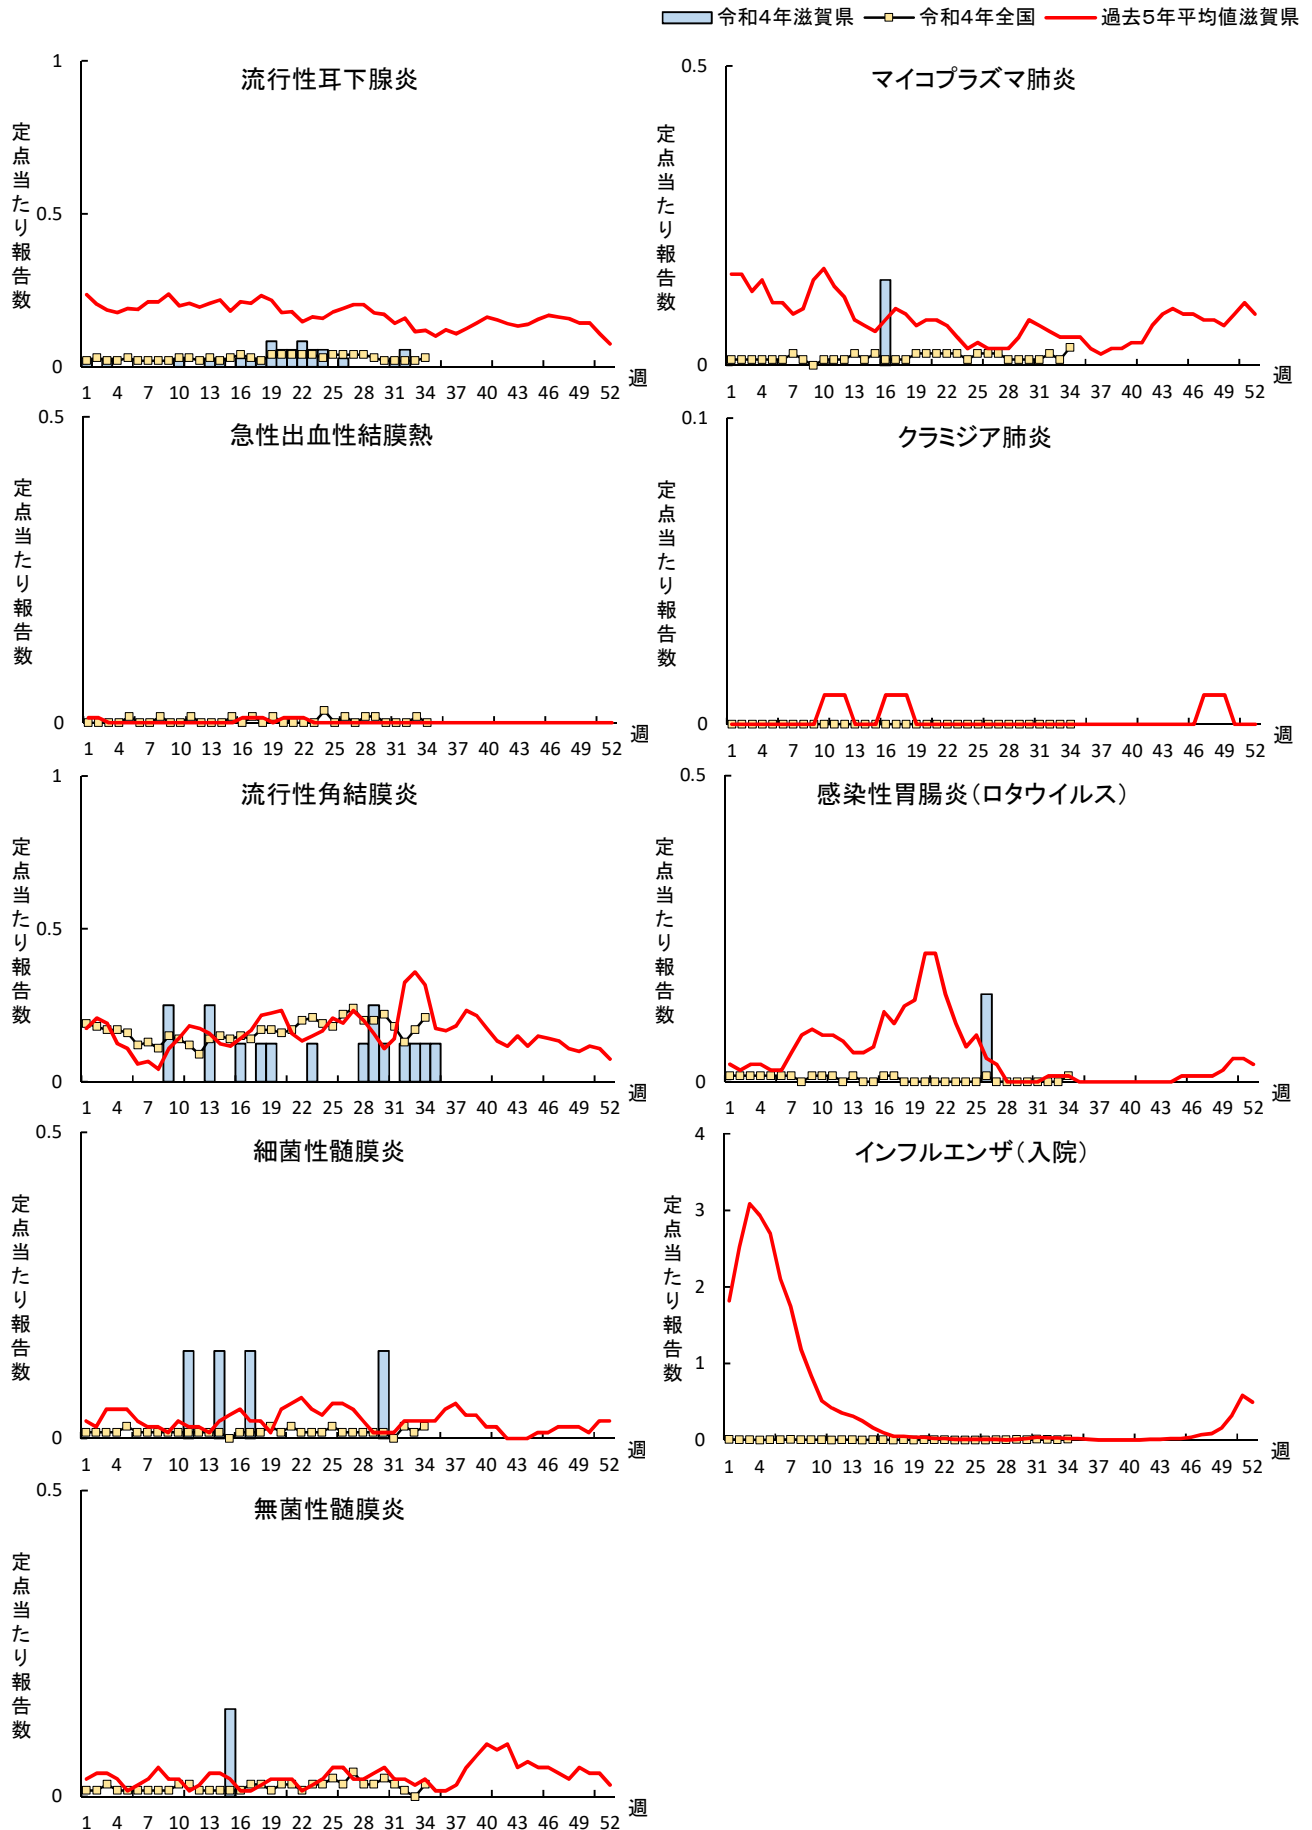 令和4年滋賀県 令和4年全国 過去5年平均値滋賀県
流行性耳下腺炎
定点当たり報告数
1
0.5
0
1 4 7 10 13 16 19 22 25 28 31 34 37 40 43 46 49 52 週
マイコプラズマ肺炎
定点当たり報告数
0.5
0
1 4 7 10 13 16 19 22 25 28 31 34 37 40 43 46 49 52 週
急性出血性結膜熱
定点当たり報告数
0.5
0
1 4 7 10 13 16 19 22 25 28 31 34 37 40 43 46 49 52 週
クラミジア肺炎
定点当たり報告数
0.1
0
1 4 7 10 13 16 19 22 25 28 31 34 37 40 43 46 49 52 週
流行性角結膜炎
定点当たり報告数
1
0.5
0
1 4 7 10 13 16 19 22 25 28 31 34 37 40 43 46 49 52 週
感染性胃腸炎（ロタウイルス）
定点当たり報告数
0.5
0
1 4 7 10 13 16 19 22 25 28 31 34 37 40 43 46 49 52 週
細菌性髄膜炎
定点当たり報告数
0.5
0
1 4 7 10 13 16 19 22 25 28 31 34 37 40 43 46 49 52 週
インフルエンザ（入院）
定点当たり報告数
4
3
2
1
0
1 4 7 10 13 16 19 22 25 28 31 34 37 40 43 46 49 52 週
無菌性髄膜炎
定点当たり報告数
0.5
0
1 4 7 10 13 16 19 22 25 28 31 34 37 40 43 46 49 52 週